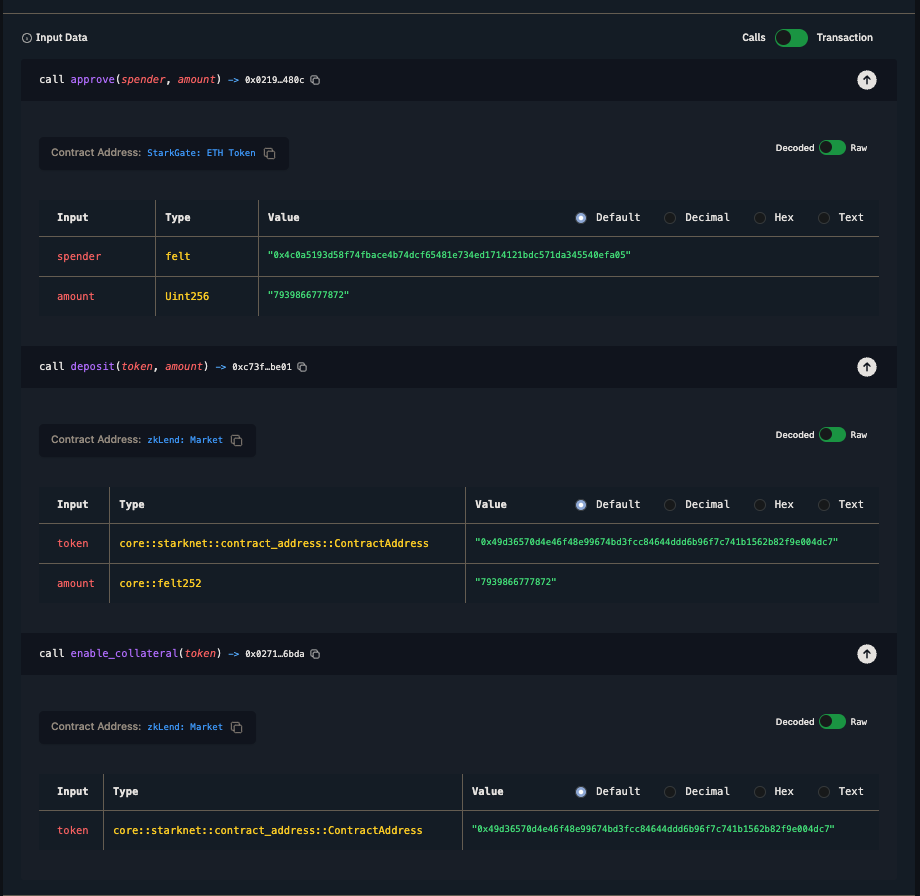 Input Data
Calls Transaction
call approve(spender, amount) -> 0x0219…480c
Contract Address: StarkGate: ETH Token
Decoded Raw
Input Type Value Default Decimal Hex Text
spender felt "0x4c0a5193d58f74fbace4b74dcf65481e734ed1714121bdc571da345540efa05"
amount Uint256 "7939866777872"
call deposit(token, amount) -> 0xc73f…be01
Contract Address: zkLend: Market
Decoded Raw
Input Type Value Default Decimal Hex Text
token core::starknet::contract_address::ContractAddress "0x49d36570d4e46f48e99674bd3fcc84644ddd6b96f7c741b1562b82f9e004dc7"
amount core::felt252 "7939866777872"
call enable_collateral(token) -> 0x0271…6bda
Contract Address: zkLend: Market
Decoded Raw
Input Type Value Default Decimal Hex Text
token core::starknet::contract_address::ContractAddress "0x49d36570d4e46f48e99674bd3fcc84644ddd6b96f7c741b1562b82f9e004dc7"